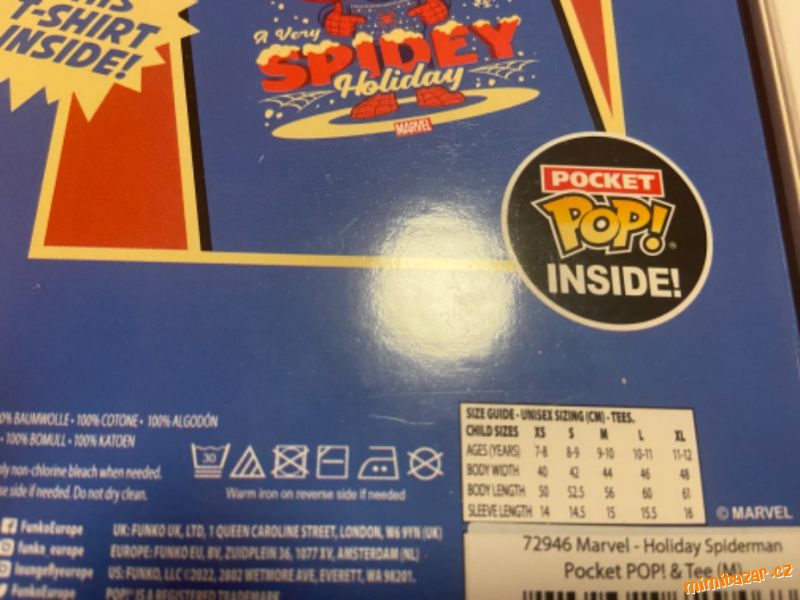 T-SHIRT
INSIDE!
A Very
SPIDEY
Holiday
MARVEL
POCKET
POP!
INSIDE!
BAUMWOLLE • 100% COTONE • 100% ALGODÓN
• 100% BOMULL • 100% KATOEN
only non-chlorine bleach when needed.
side if needed. Do not dry clean.
30
Warm iron on reverse side if needed
SIZE GUIDE - UNISEX SIZING (CM) - TEES.
CHILD SIZES XS S M L XL
AGES (YEARS) 7-8 8-9 9-10 10-11 11-12
BODY WIDTH 40 42 44 46 48
BODY LENGTH 50 52.5 56 60 61
SLEEVE LENGTH 14 14.5 15 15.5 16
© MARVEL
FunkoEurope
funko_europe
loungeflyeurope
UK: FUNKO UK, LTD, 1 QUEEN CAROLINE STREET, LONDON, W6 9YN (UK)
EUROPE: FUNKO EU, BV, ZUIDPLEIN 36, 1077 XV, AMSTERDAM (NL)
US: FUNKO, LLC ©2022, 2802 WETMORE AVE, EVERETT, WA 98201.
POP! IS A REGISTERED TRADEMARK
72946 Marvel - Holiday Spiderman
Pocket POP! & Tee (M)
mimibazar.cz